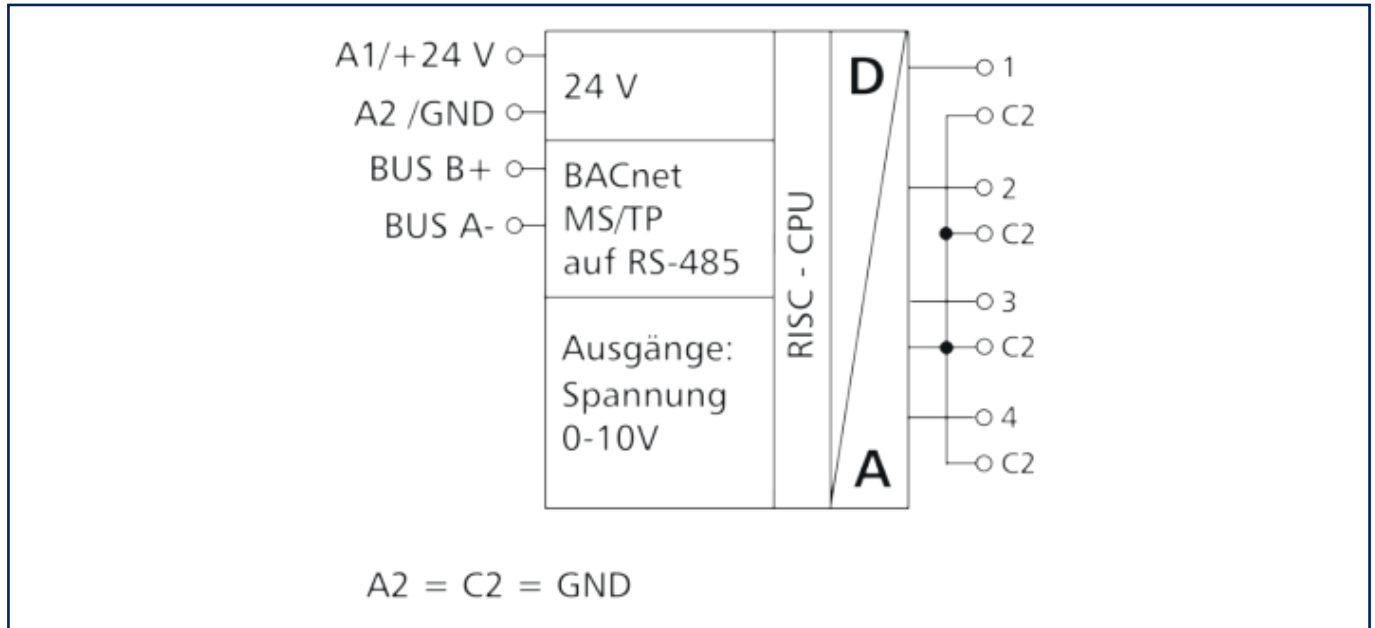 A1/+24 V
A2 /GND
BUS B+
BUS A-
24 V
BACnet
MS/TP
auf RS-485
Ausgänge:
Spannung
0-10V
RISC - CPU
D
A
1
C2
2
C2
3
C2
4
C2
A2 = C2 = GND